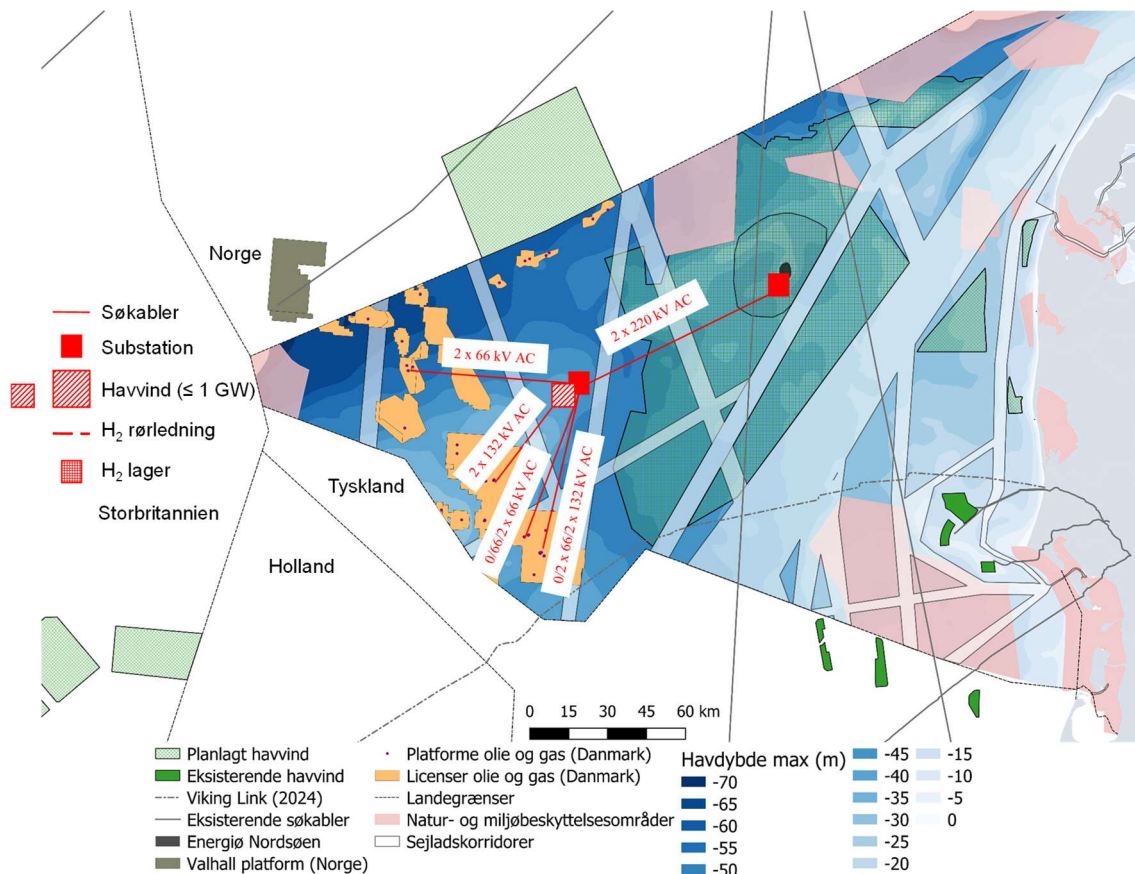 Norge
Søkabler
Substation
Havvind (≤ 1 GW)
H₂ rørledning
H₂ lager
Storbritannien
Tyskland
Holland
2 x 220 kV AC
2 x 66 kV AC
2 x 132 kV AC
0/66/2 x 66 kV AC
0/2 x 66/2 x 132 kV AC
0 15 30 45 60 km
Planlagt havvind
Eksisterende havvind
Viking Link (2024)
Eksisterende søkabler
Energiø Nordsøen
Valhall platform (Norge)
Platforme olie og gas (Danmark)
Licenser olie og gas (Danmark)
Landegrænser
Natur- og miljøbeskyttelsesområder
Sejladskorridorer
Havdybde max (m)
-70
-65
-60
-55
-50
-45
-40
-35
-30
-25
-20
-15
-10
-5
0